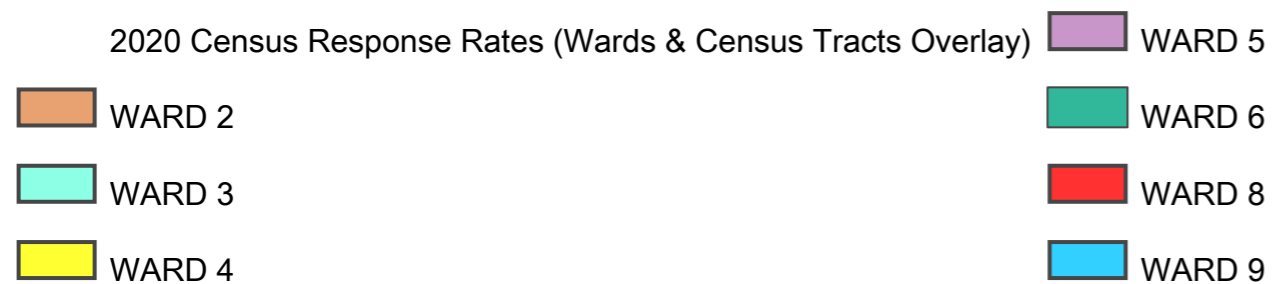 2020 Census Response Rates (Wards & Census Tracts Overlay)
WARD 2
WARD 3
WARD 4
WARD 5
WARD 6
WARD 8
WARD 9